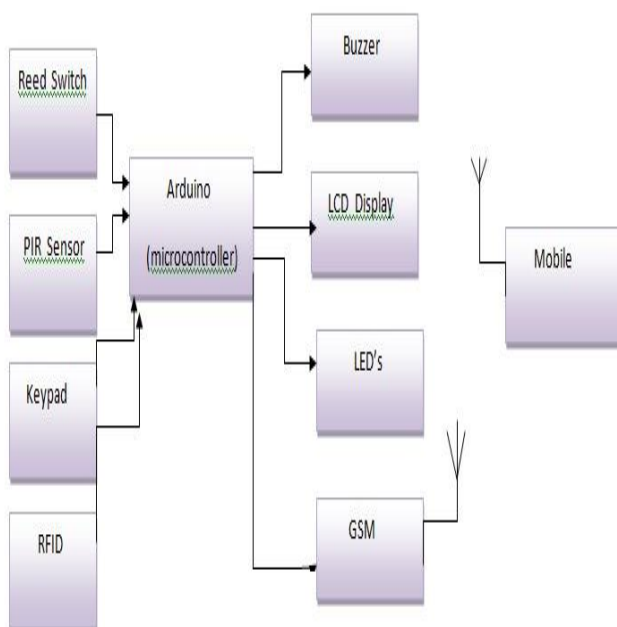 Reed Switch
PIR Sensor
Keypad
RFID
Arduino
(microcontroller)
Buzzer
LCD Display
LED's
GSM
Mobile